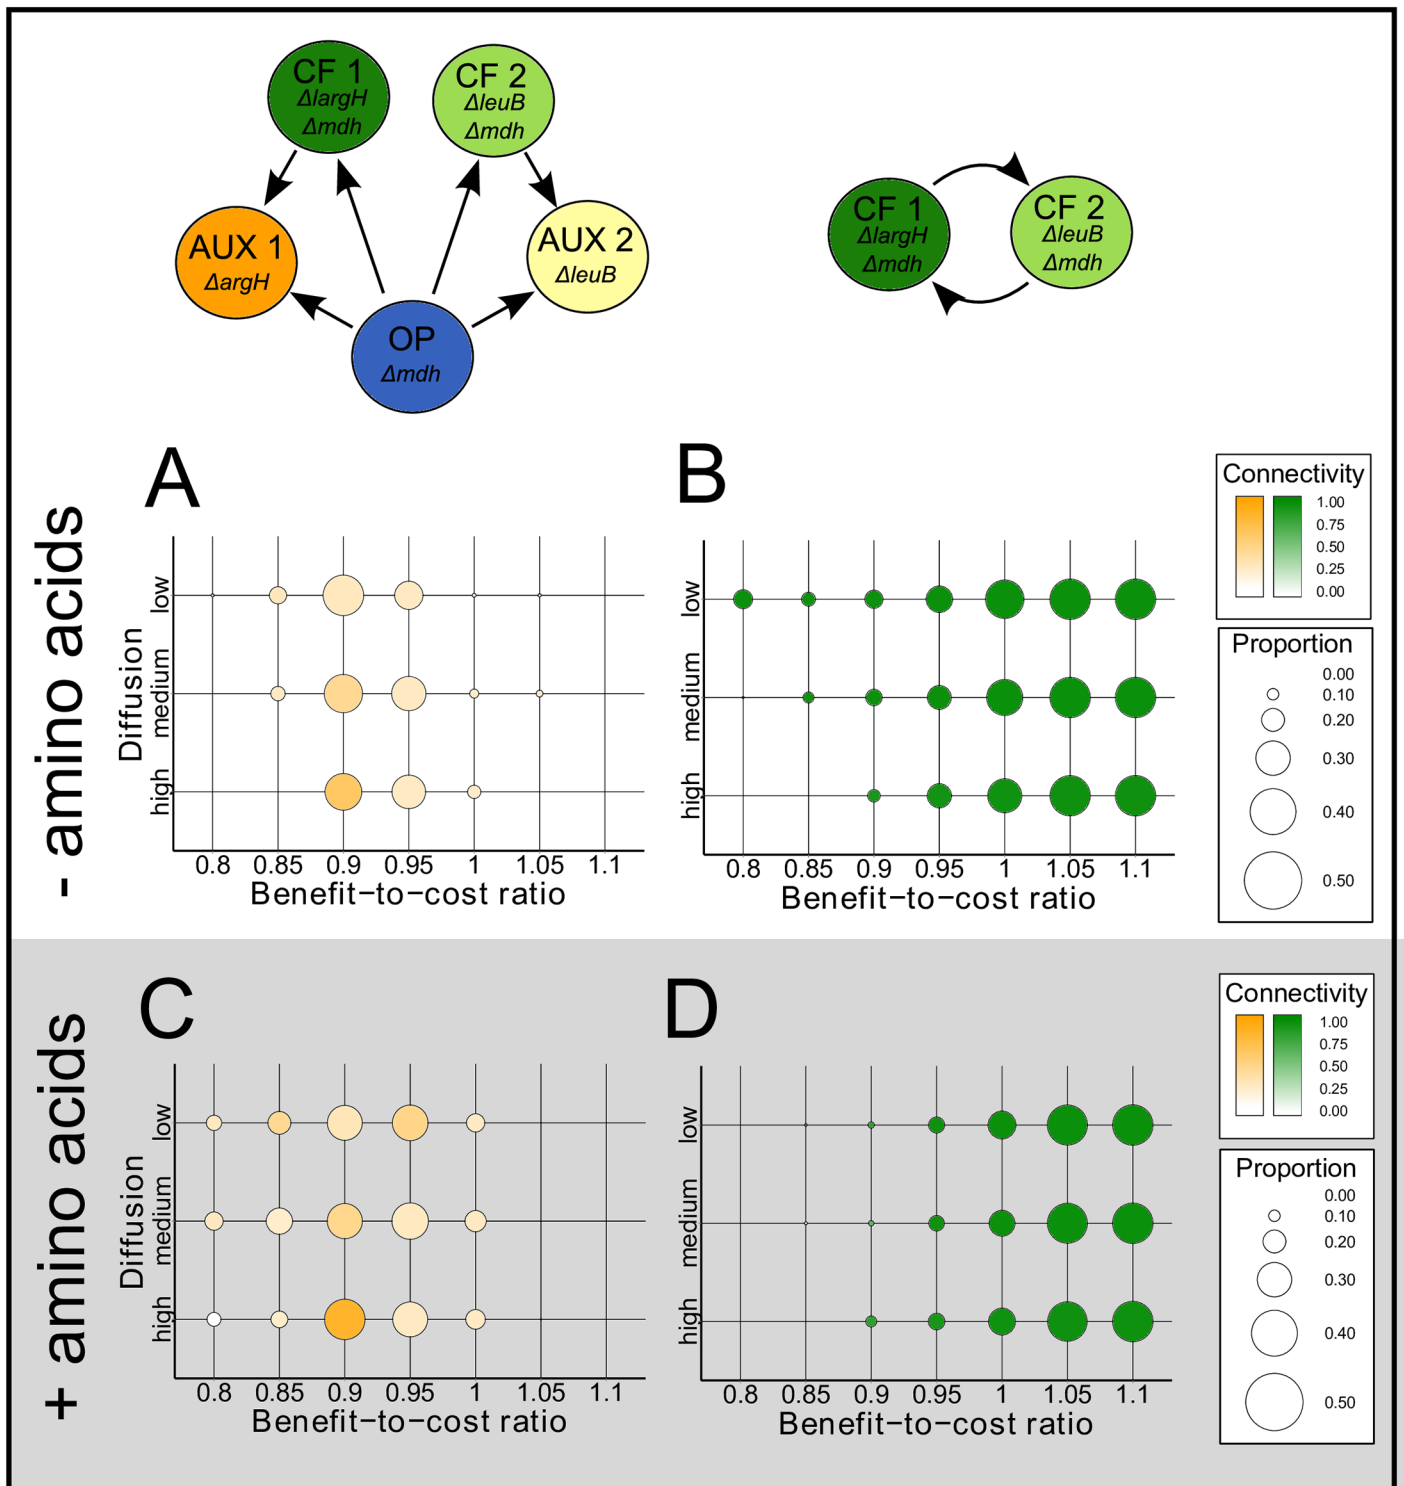 CF 1
ΔlargH
Δmdh
CF 2
ΔleuB
Δmdh
AUX 1
ΔargH
AUX 2
ΔleuB
OP
Δmdh
CF 1
ΔlargH
Δmdh
CF 2
ΔleuB
Δmdh
- amino acids
A
Diffusion
low
medium
high
0.8 0.85 0.9 0.95 1 1.05 1.1
Benefit−to−cost ratio
B
low
medium
high
0.8 0.85 0.9 0.95 1 1.05 1.1
Benefit−to−cost ratio
Connectivity
1.00
0.75
0.50
0.25
0.00
Proportion
0.00
0.10
0.20
0.30
0.40
0.50
+ amino acids
C
Diffusion
low
medium
high
0.8 0.85 0.9 0.95 1 1.05 1.1
Benefit−to−cost ratio
D
low
medium
high
0.8 0.85 0.9 0.95 1 1.05 1.1
Benefit−to−cost ratio
Connectivity
1.00
0.75
0.50
0.25
0.00
Proportion
0.00
0.10
0.20
0.30
0.40
0.50